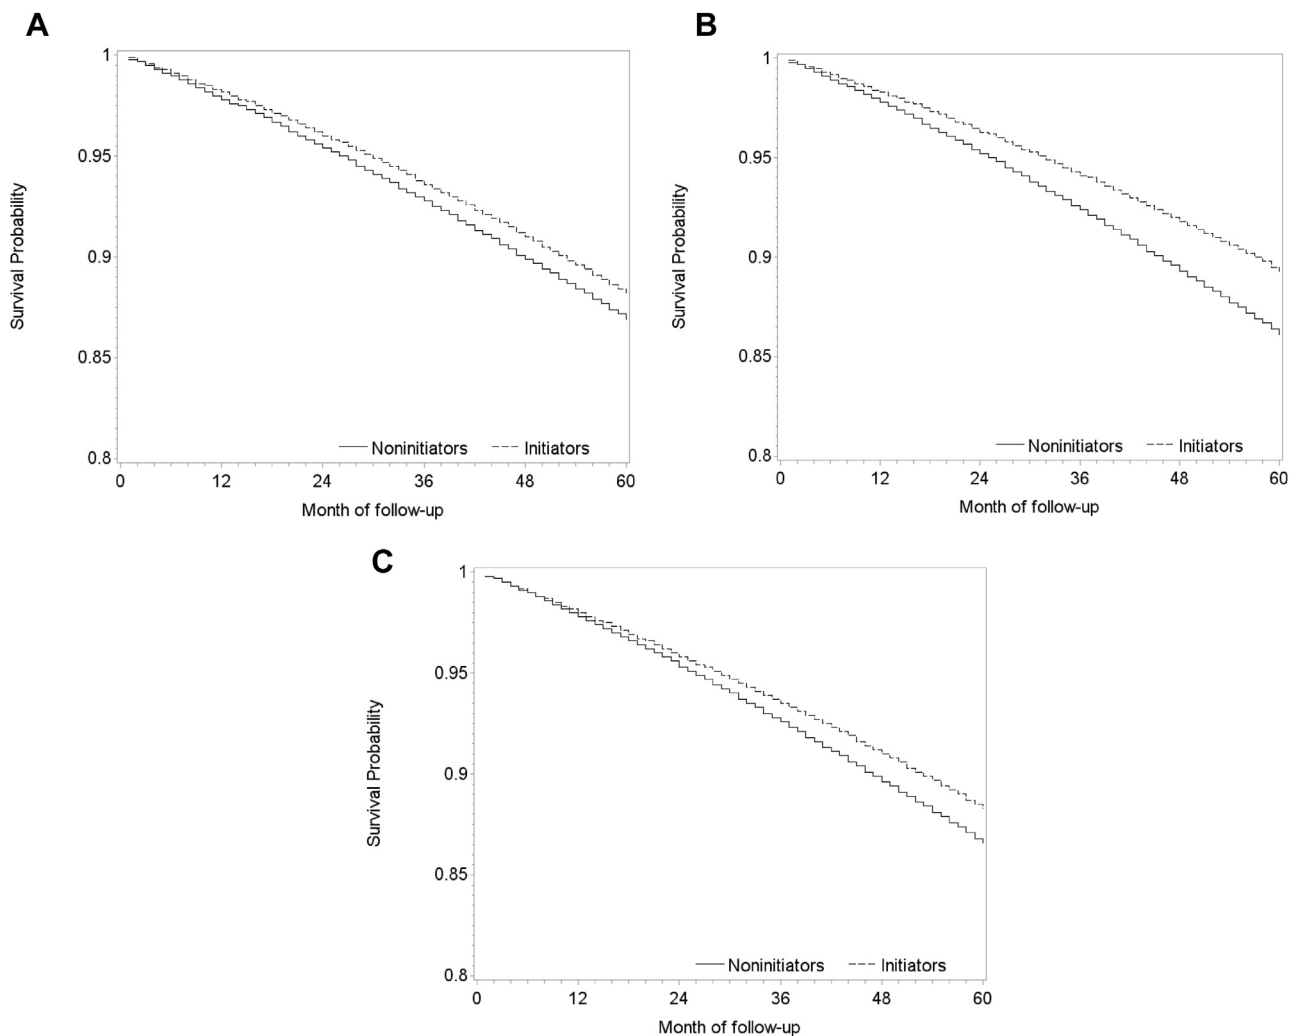 A
1
0.95
0.9
0.85
0.8
Survival Probability
Noninitiators Initiators
0 12 24 36 48 60
Month of follow-up
B
1
0.95
0.9
0.85
0.8
Survival Probability
Noninitiators Initiators
0 12 24 36 48 60
Month of follow-up
C
1
0.95
0.9
0.85
0.8
Survival Probability
Noninitiators Initiators
0 12 24 36 48 60
Month of follow-up